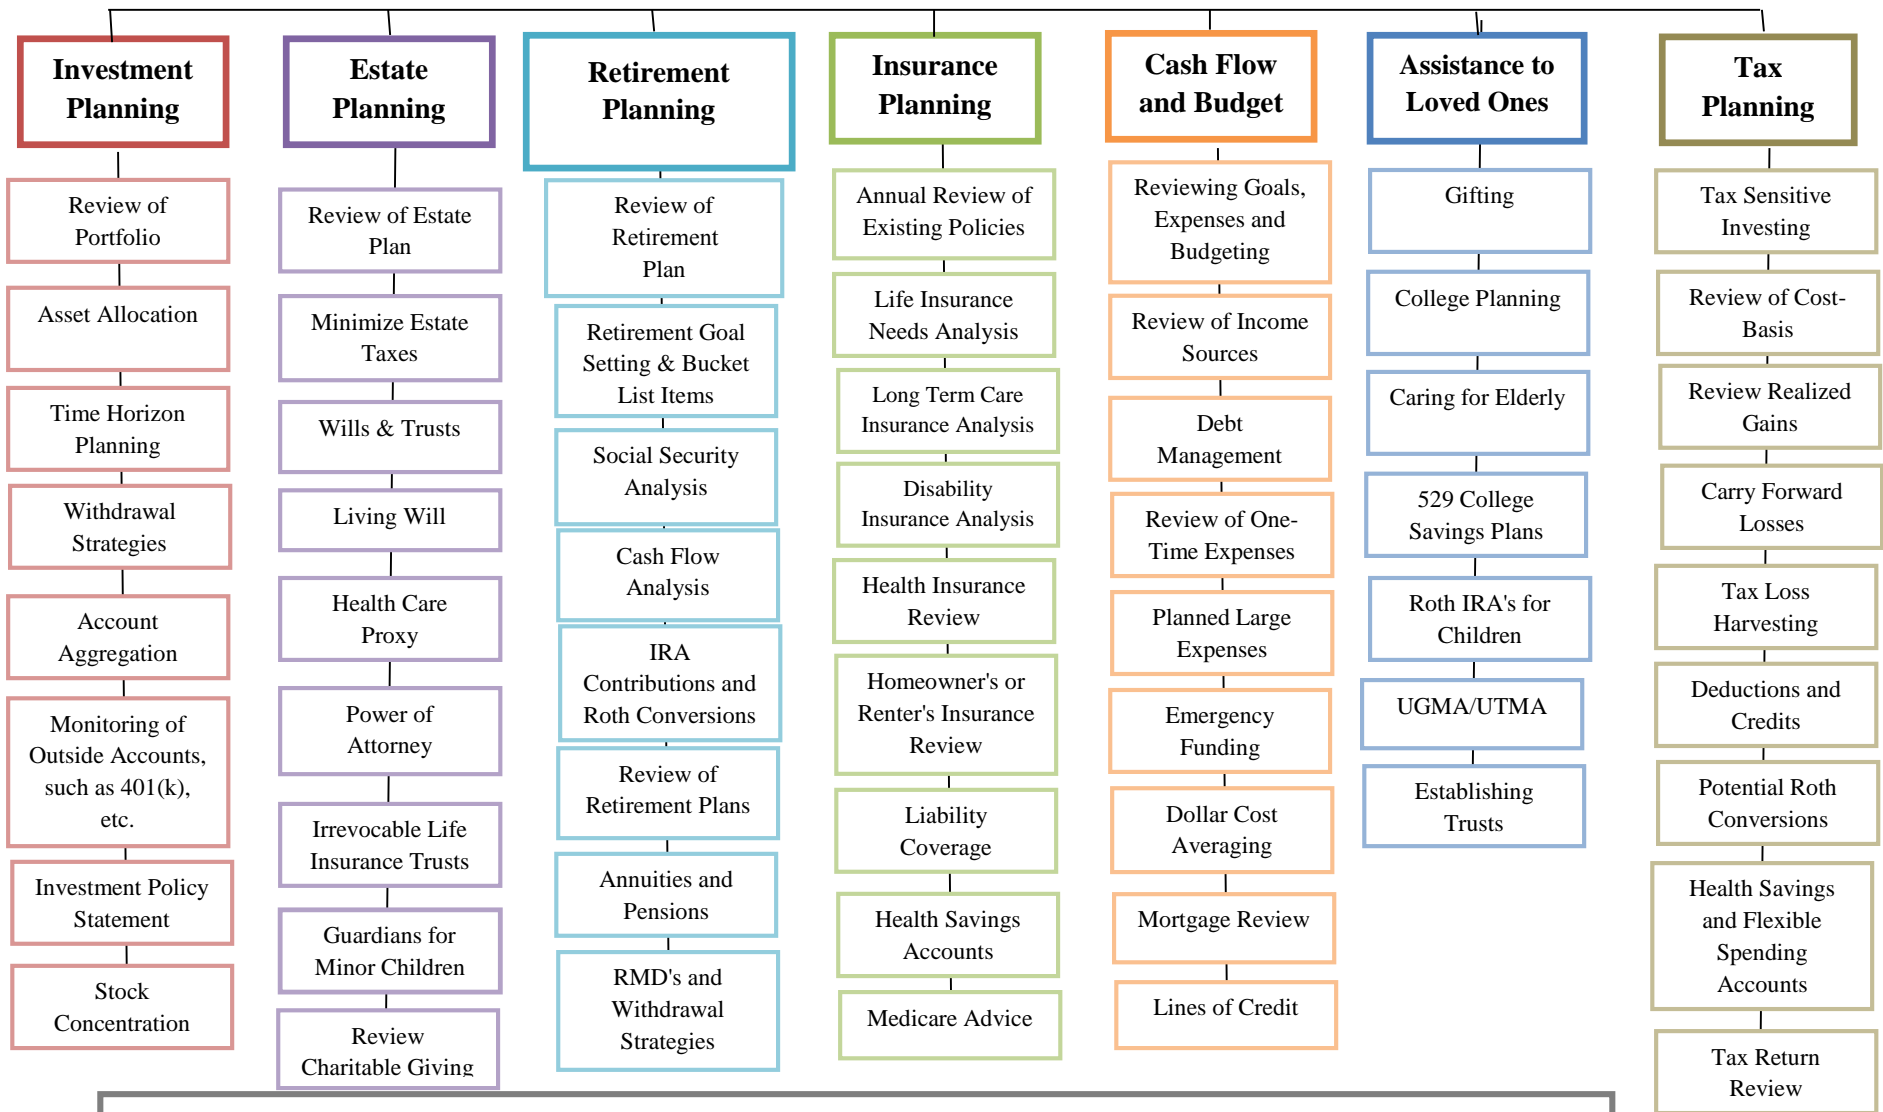 Investment
Planning
Review of
Portfolio
Asset Allocation
Time Horizon
Planning
Withdrawal
Strategies
Account
Aggregation
Monitoring of
Outside Accounts,
such as 401(k),
etc.
Investment Policy
Statement
Stock
Concentration
Estate
Planning
Review of Estate
Plan
Minimize Estate
Taxes
Wills & Trusts
Living Will
Health Care
Proxy
Power of
Attorney
Irrevocable Life
Insurance Trusts
Guardians for
Minor Children
Review
Charitable Giving
Retirement
Planning
Review of
Retirement
Plan
Retirement Goal
Setting & Bucket
List Items
Social Security
Analysis
Cash Flow
Analysis
IRA
Contributions and
Roth Conversions
Review of
Retirement Plans
Annuities and
Pensions
RMD's and
Withdrawal
Strategies
Insurance
Planning
Annual Review of
Existing Policies
Life Insurance
Needs Analysis
Long Term Care
Insurance Analysis
Disability
Insurance Analysis
Health Insurance
Review
Homeowner's or
Renter's Insurance
Review
Liability
Coverage
Health Savings
Accounts
Medicare Advice
Cash Flow
and Budget
Reviewing Goals,
Expenses and
Budgeting
Review of Income
Sources
Debt
Management
Review of One-
Time Expenses
Planned Large
Expenses
Emergency
Funding
Dollar Cost
Averaging
Mortgage Review
Lines of Credit
Assistance to
Loved Ones
Gifting
College Planning
Caring for Elderly
529 College
Savings Plans
Roth IRA's for
Children
UGMA/UTMA
Establishing
Trusts
Tax
Planning
Tax Sensitive
Investing
Review of Cost-
Basis
Review Realized
Gains
Carry Forward
Losses
Tax Loss
Harvesting
Deductions and
Credits
Potential Roth
Conversions
Health Savings
and Flexible
Spending
Accounts
Tax Return
Review